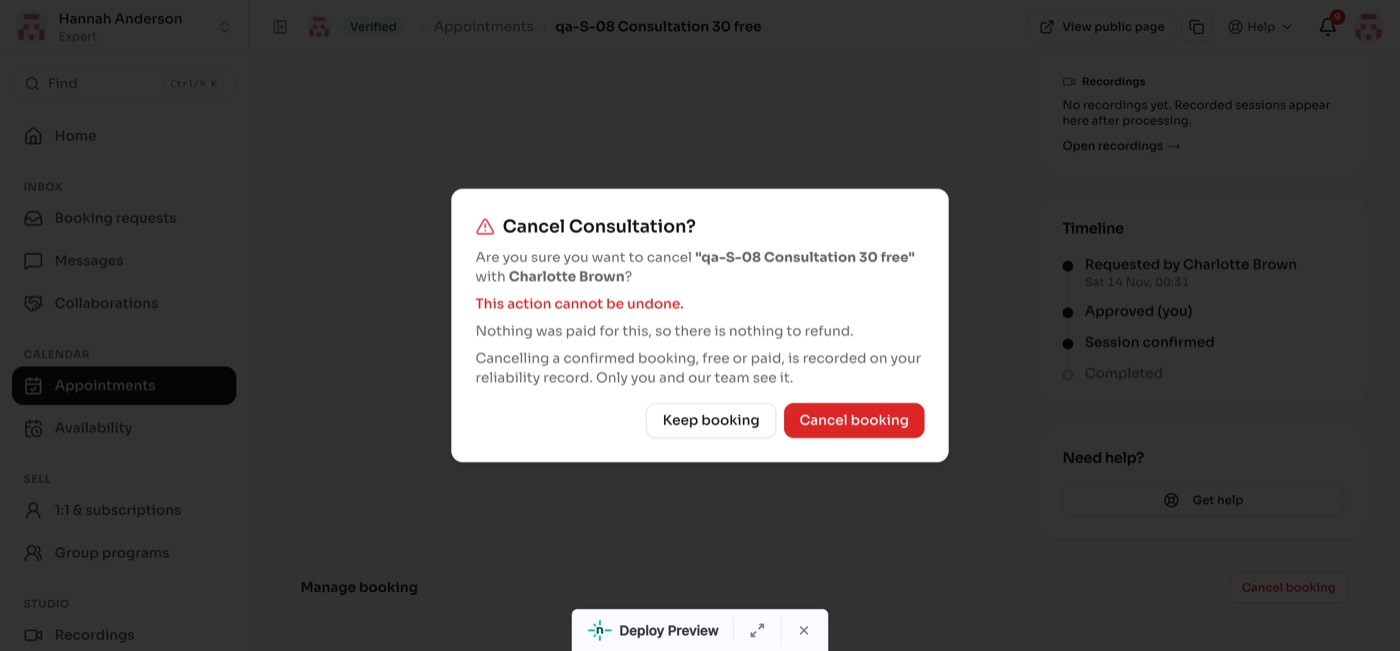 Hannah Anderson
Expert
Find
Ctrl/⌘ K
Home
INBOX
Booking requests
Messages
Collaborations
CALENDAR
Appointments
Availability
SELL
1:1 & subscriptions
Group programs
STUDIO
Recordings
Verified
Appointments
qa-S-08 Consultation 30 free
View public page
Help
9
Recordings
No recordings yet. Recorded sessions appear
here after processing.
Open recordings →
Timeline
Requested by Charlotte Brown
Sat 14 Nov, 00:31
Approved (you)
Session confirmed
Completed
Need help?
Get help
Manage booking
Cancel booking
Cancel Consultation?
Are you sure you want to cancel "qa-S-08 Consultation 30 free"
with Charlotte Brown?
This action cannot be undone.
Nothing was paid for this, so there is nothing to refund.
Cancelling a confirmed booking, free or paid, is recorded on your
reliability record. Only you and our team see it.
Keep booking
Cancel booking
n
Deploy Preview